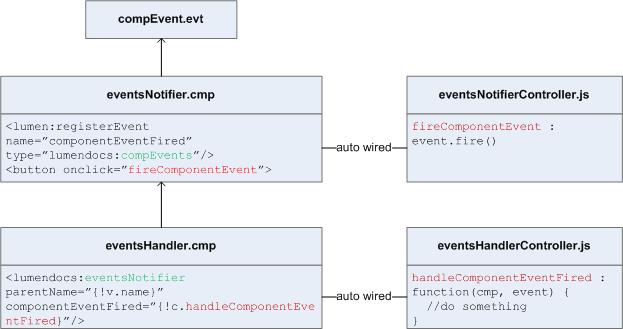 compEvent.evt
eventsNotifier.cmp
<lumen:registerEvent
name=”componentEventFired”
type=”lumendocs:compEvents”/>
<button onclick=”fireComponentEvent”>
auto wired
eventsNotifierController.js
fireComponentEvent :
event.fire()
eventsHandler.cmp
<lumendocs:eventsNotifier
parentName=”{!v.name}”
componentEventFired=”{!c.handleComponentEve
ntFired}”/>
auto wired
eventsHandlerController.js
handleComponentEventFired :
function(cmp, event) {
//do something
}